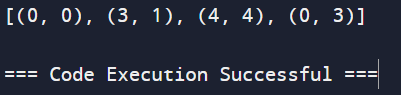 [(0, 0), (3, 1), (4, 4), (0, 3)]
=== Code Execution Successful ===